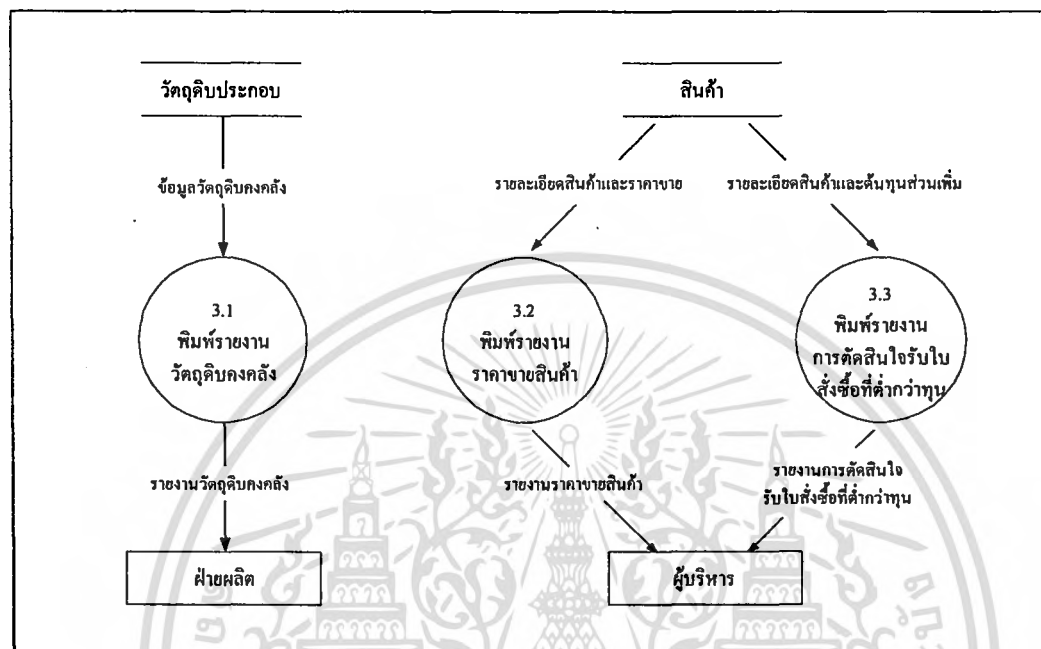 วัตถุดิบประกอบ
สินค้า
ข้อมูลวัตถุดิบคงคลัง
รายละเอียดสินค้าและราคาขาย
รายละเอียดสินค้าและต้นทุนส่วนเพิ่ม
3.1
พิมพ์รายงาน
วัตถุดิบคงคลัง
3.2
พิมพ์รายงาน
ราคาขายสินค้า
3.3
พิมพ์รายงาน
การตัดสินใจรับใบ
สั่งซื้อที่ต่ำกว่าทุน
รายงานวัตถุดิบคงคลัง
รายงานราคาขายสินค้า
รายงานการตัดสินใจ
รับใบสั่งซื้อที่ต่ำกว่าทุน
ฝ่ายผลิต
ผู้บริหาร